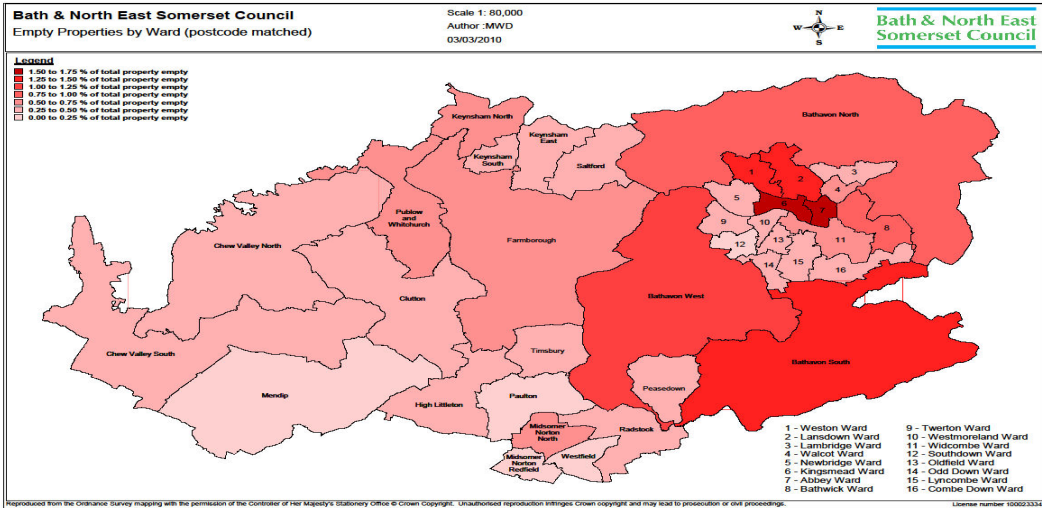 Bath & North East Somerset Council
Empty Properties by Ward (postcode matched)
Scale 1: 80,000
Author :MWD
03/03/2010
N
W E
S
Bath & North East
Somerset Council
Legend
1.50 to 1.75 % of total property empty
1.25 to 1.50 % of total property empty
1.00 to 1.25 % of total property empty
0.75 to 1.00 % of total property empty
0.50 to 0.75 % of total property empty
0.25 to 0.50 % of total property empty
0.00 to 0.25 % of total property empty
Keynsham North
Keynsham
East
Keynsham
South
Saltford
Bathavon North
1
2
2
3
4
5
6
7
8
9
10
11
12
13
14
15
16
Publow
and
Whitchurch
Chew Valley North
Farmborough
Clutton
Bathavon West
Chew Valley South
Timsbury
Bathavon South
Mendip
Peasedown
Paulton
High Littleton
Midsomer
Norton
North
Radstock
Midsomer
Norton
Redfield
Westfield
1 - Weston Ward
2 - Lansdown Ward
3 - Lambridge Ward
4 - Walcot Ward
5 - Newbridge Ward
6 - Kingsmead Ward
7 - Abbey Ward
8 - Bathwick Ward
9 - Twerton Ward
10 - Westmoreland Ward
11 - Widcombe Ward
12 - Southdown Ward
13 - Oldfield Ward
14 - Odd Down Ward
15 - Lyncombe Ward
16 - Combe Down Ward
Reproduced from the Ordnance Survey mapping with the permission of the Controller of Her Majesty's Stationery Office © Crown Copyright. Unauthorised reproduction infringes Crown copyright and may lead to prosecution or civil proceedings.
License number 100023334